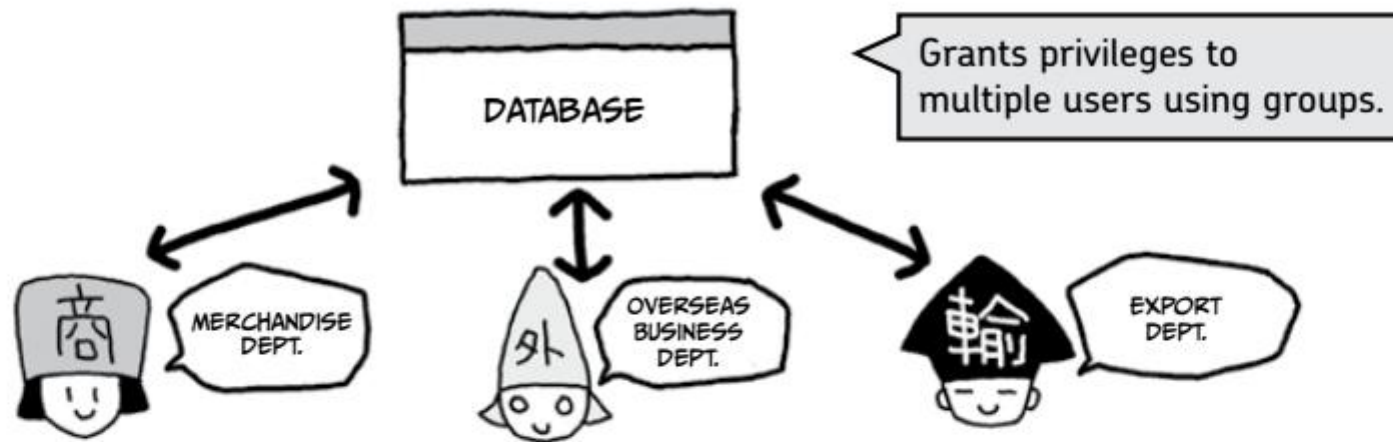 DATABASE
Grants privileges to
multiple users using groups.
商
MERCHANDISE
DEPT.
外
OVERSEAS
BUSINESS
DEPT.
輸
EXPORT
DEPT.